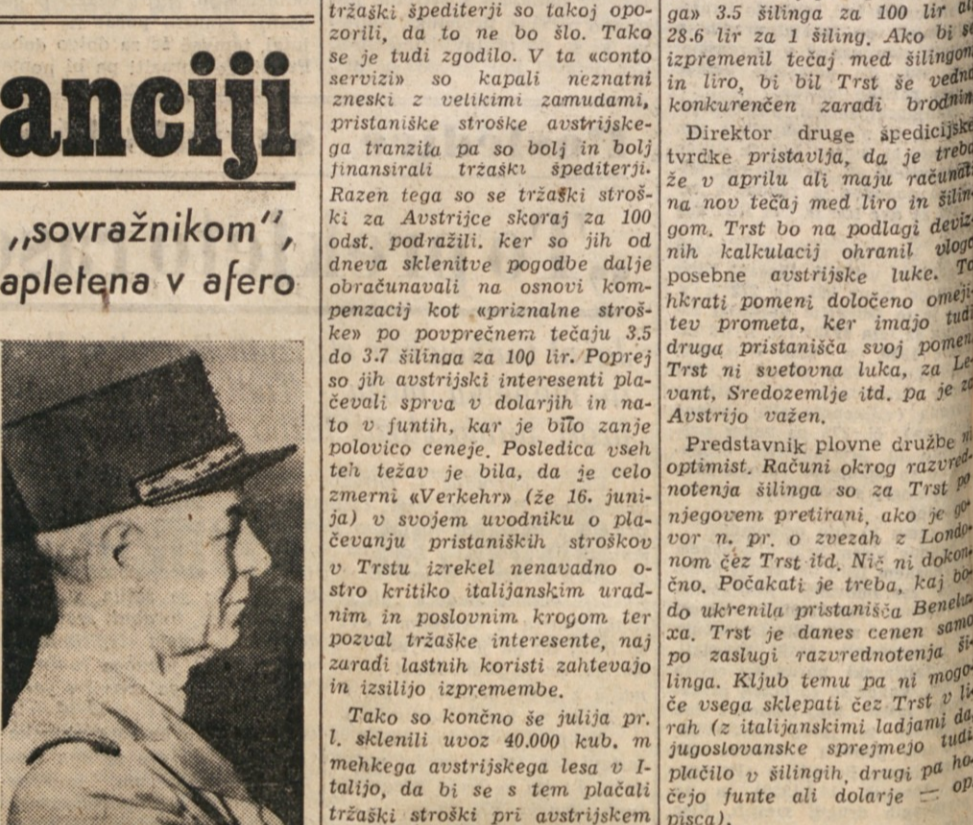 anciji
„sovražnikom“,
apletena v afero
tržaški špediterji so takoj opo-
zorili, da to ne bo šlo. Tako
se je tudi zgodilo. V ta «conto
servizi» so kapali neznatni
zneski z velikimi zamudami,
pristaniške stroške avstrijske-
ga tranzita pa so bolj in bolj
finansirali tržaški špediterji.
Razen tega so se tržaški stroš-
ki za Avstrijce skoraj za 100
odst. podražili. ker so jih od
dneva sklenitve pogodbe dalje
obračunavali na osnovi kom-
penzacij kot «priznalne stroš-
ke» po povprečnem tečaju 3.5
do 3.7 šilinga za 100 lir. Poprej
so jih avstrijski interesenti pla-
čevali sprva v dolarjih in na-
to v funtih, kar je bilo zanje
polovico ceneje. Posledica vseh
teh težav je bila, da je celo
zmerni «Verkehr» (že 16. juni-
ja) v svojem uvodniku o pla-
čevanju pristaniških stroškov
v Trstu izrekel nenavadno o-
stro kritiko italijanskim urad-
nim in poslovnim krogom ter
pozval tržaške interesente, naj
zaradi lastnih koristi zahtevajo
in izsilijo izpremembe.
Tako so končno še julija pr.
l. sklenili uvoz 40.000 kub. m
mehkega avstrijskega lesa v I-
talijo, da bi se s tem plačali
tržaški stroški pri avstrijskem
ga» 3.5 šilinga za 100 lir ali
28.6 lir za 1 šiling. Ako bi se
izpremenil tečaj med šilingom
in liro, bi bil Trst še vedno
konkurenčen zaradi brodnin
Direktor druge špedicijske
tvrdke pristavlja, da je treba
že v aprilu ali maju računati
na nov tečaj med liro in šilin
gom. Trst bo na podlagi deviz-
nih kalkulacij ohranil vlogo
posebne avstrijske luke. To
hkrati pomeni določeno omeji-
tev prometa, ker imajo tudi
druga pristanišča svoj pomen.
Trst ni svetovna luka, za Le-
vant, Sredozemlje itd. pa je za
Avstrijo važen.
Predstavnik plovne družbe ni
optimist. Računi okrog razvred-
notenja šilinga so za Trst po
njegovem pretirani, ako je go-
vor n. pr. o zvezah z Londo-
nom čez Trst itd. Nič ni dokon-
čno. Počakati je treba, kaj bo-
do ukrenila pristanišča Benelu-
xa. Trst je danes cenen samo
po zaslugi razvrednotenja ši-
linga. Kljub temu pa ni mogo-
če vsega sklepati čez Trst v li-
rah (z italijanskimi ladjami da,
jugoslovanske sprejmejo tudi
plačilo v šilingih, drugi pa ho-
čejo funte ali dolarje — op.
pisca).